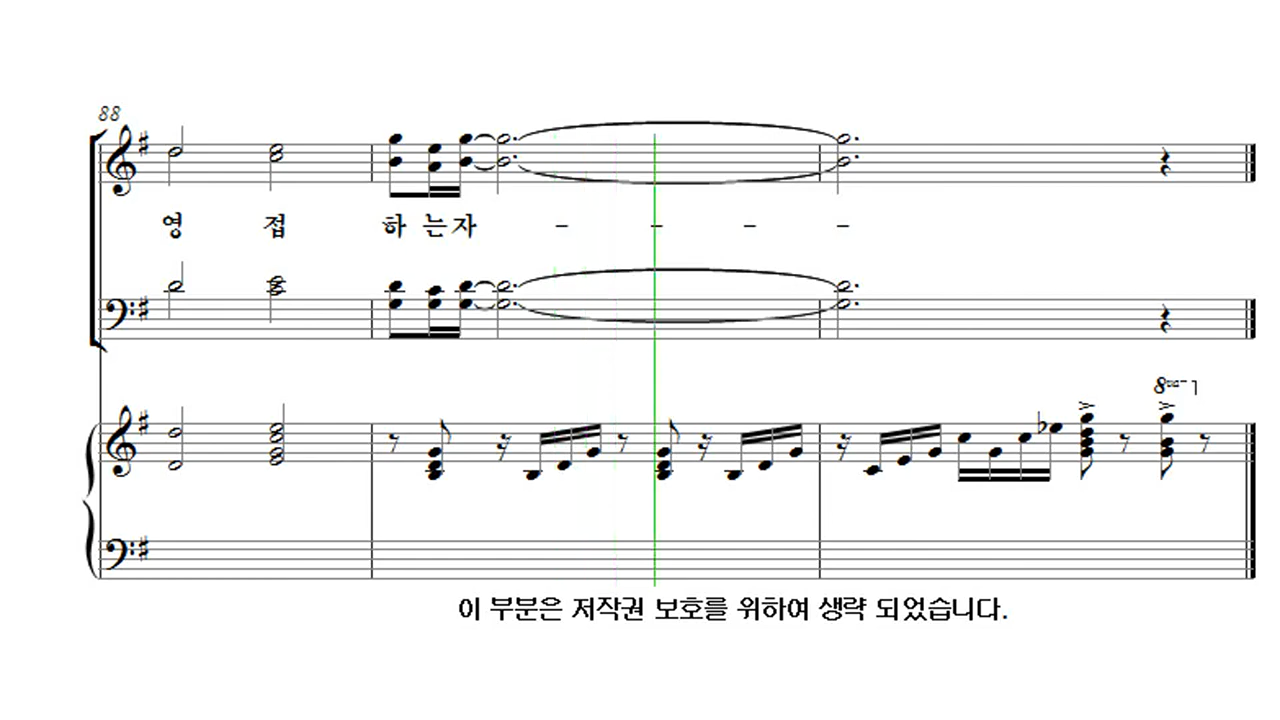 88
영 접 하 는 자 - - - -
8va
이 부분은 저작권 보호를 위하여 생략 되었습니다.